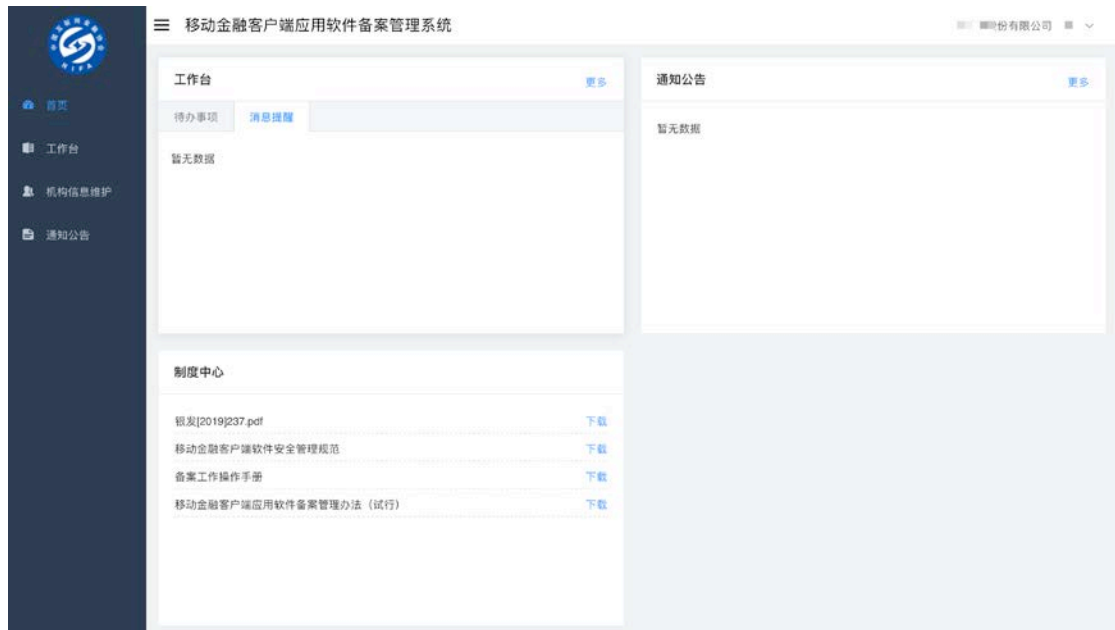 移动金融客户端应用软件备案管理系统
份有限公司
NIFA
首页
工作台
机构信息维护
通知公告
工作台
更多
待办事项
消息提醒
暂无数据
通知公告
更多
暂无数据
制度中心
银发[2019]237.pdf
下载
移动金融客户端软件安全管理规范
下载
备案工作操作手册
下载
移动金融客户端应用软件备案管理办法（试行）
下载